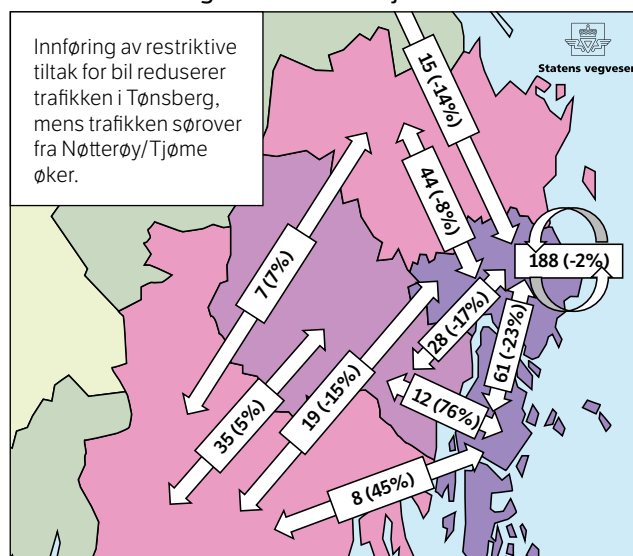 Innføring av restriktive
tiltak for bil reduserer
trafikken i Tønsberg,
mens trafikken sørover
fra Nøtterøy/Tjøme
øker.
Statens vegvesen
15 (-14%)
44 (-8%)
188 (-2%)
7 (7%)
28 (-17%)
61 (-23%)
19 (-15%)
35 (5%)
12 (76%)
8 (45%)